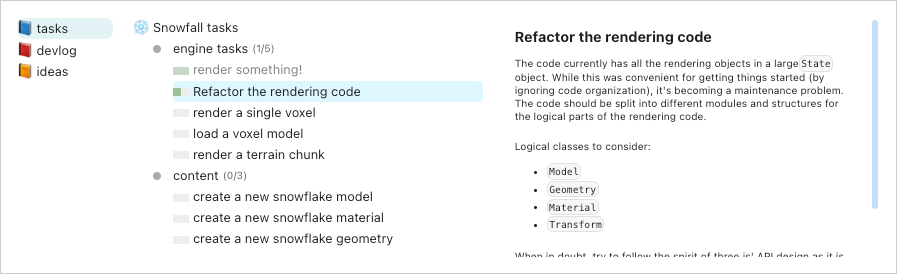 tasks
devlog
ideas
Snowfall tasks
engine tasks (1/5)
render something!
Refactor the rendering code
render a single voxel
load a voxel model
render a terrain chunk
content (0/3)
create a new snowflake model
create a new snowflake material
create a new snowflake geometry
Refactor the rendering code
The code currently has all the rendering objects in a large State
object. While this was convenient for getting things started (by
ignoring code organization), it's becoming a maintenance problem.
The code should be split into different modules and structures for
the logical parts of the rendering code.
Logical classes to consider:
Model
Geometry
Material
Transform
When in doubt, try to follow the spirit of three.js' API design as it is